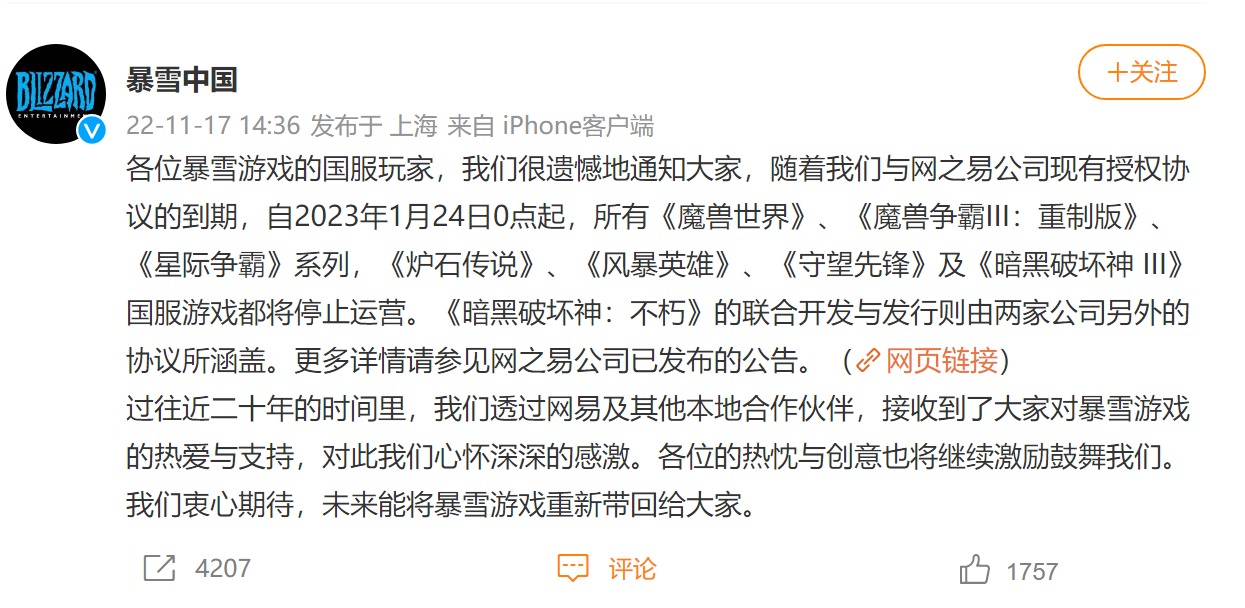 BLIZZARD
ENTERTAINMENT
暴雪中国
+关注
22-11-17 14:36 发布于 上海 来自 iPhone客户端
各位暴雪游戏的国服玩家，我们很遗憾地通知大家，随着我们与网之易公司现有授权协
议的到期，自2023年1月24日0点起，所有《魔兽世界》、《魔兽争霸III：重制版》、
《星际争霸》系列，《炉石传说》、《风暴英雄》、《守望先锋》及《暗黑破坏神 III》
国服游戏都将停止运营。《暗黑破坏神：不朽》的联合开发与发行则由两家公司另外的
协议所涵盖。更多详情请参见网之易公司已发布的公告。（网页链接）
过往近二十年的时间里，我们透过网易及其他本地合作伙伴，接收到了大家对暴雪游戏
的热爱与支持，对此我们心怀深深的感激。各位的热忱与创意也将继续激励鼓舞我们。
我们衷心期待，未来能将暴雪游戏重新带回给大家。
4207 评论 1757